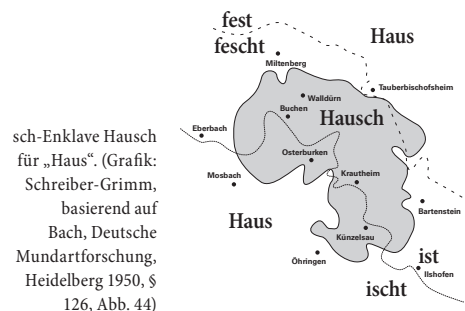 fest
fescht
Haus
Miltenberg
Tauberbischofsheim
Walldürn
Buchen
Hausch
Eberbach
Osterburken
Mosbach
Krautheim
Haus
Bartenstein
Künzelsau
Öhringen
ist
Ilshofen
ischt
sch-Enklave Hausch
für „Haus“. (Grafik:
Schreiber-Grimm,
basierend auf
Bach, Deutsche
Mundartforschung,
Heidelberg 1950, §
126, Abb. 44)